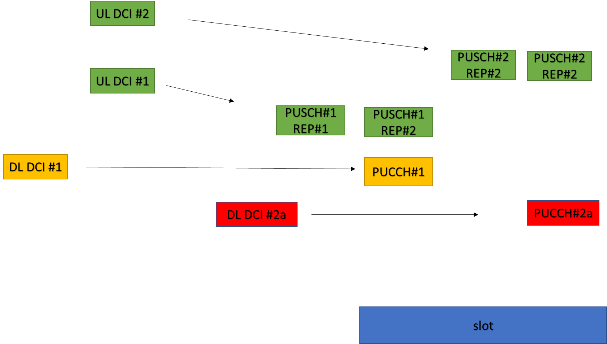 UL DCI #2
PUSCH#2
REP#2
PUSCH#2
REP#2
UL DCI #1
PUSCH#1
REP#1
PUSCH#1
REP#2
DL DCI #1
PUCCH#1
DL DCI #2a
PUCCH#2a
slot